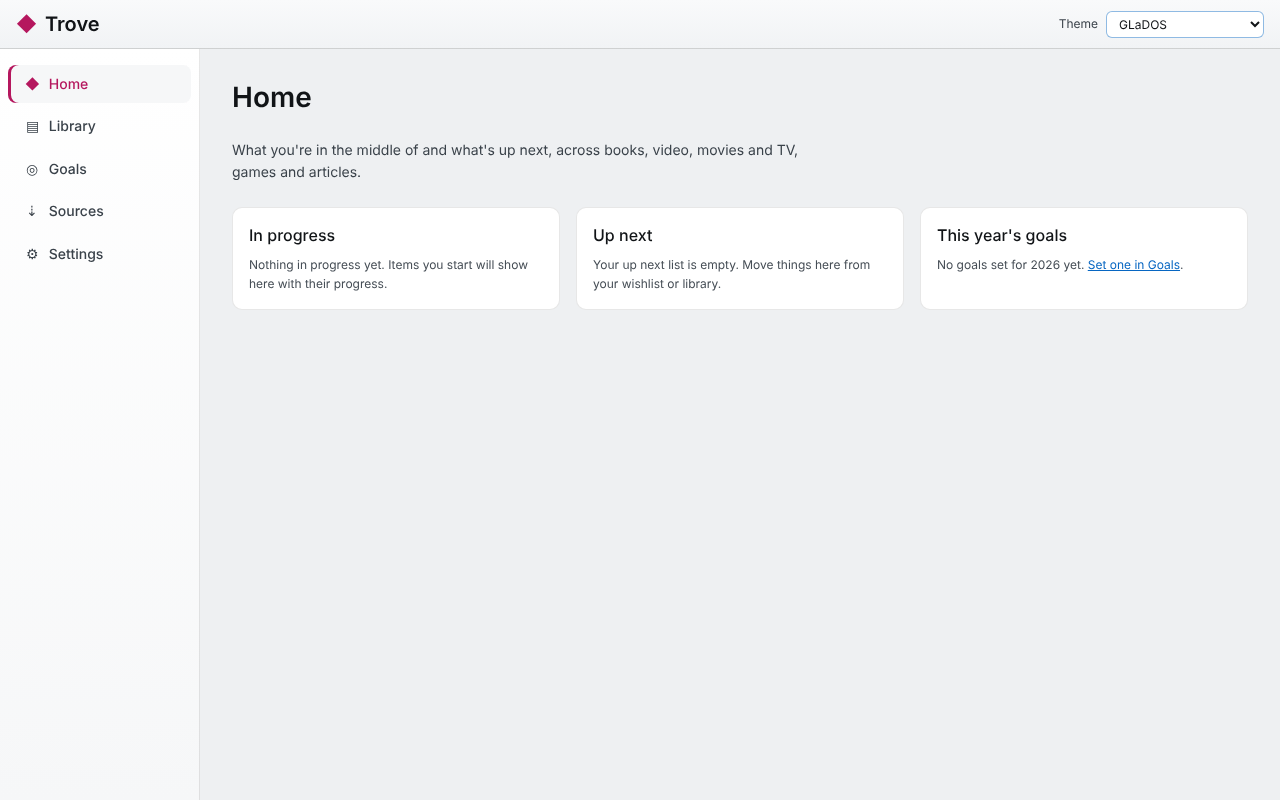 Trove
Theme
GLaDOS
Home
Library
Goals
Sources
Settings
Home
What you're in the middle of and what's up next, across books, video, movies and TV,
games and articles.
In progress
Nothing in progress yet. Items you start will show
here with their progress.
Up next
Your up next list is empty. Move things here from
your wishlist or library.
This year's goals
No goals set for 2026 yet. Set one in Goals.